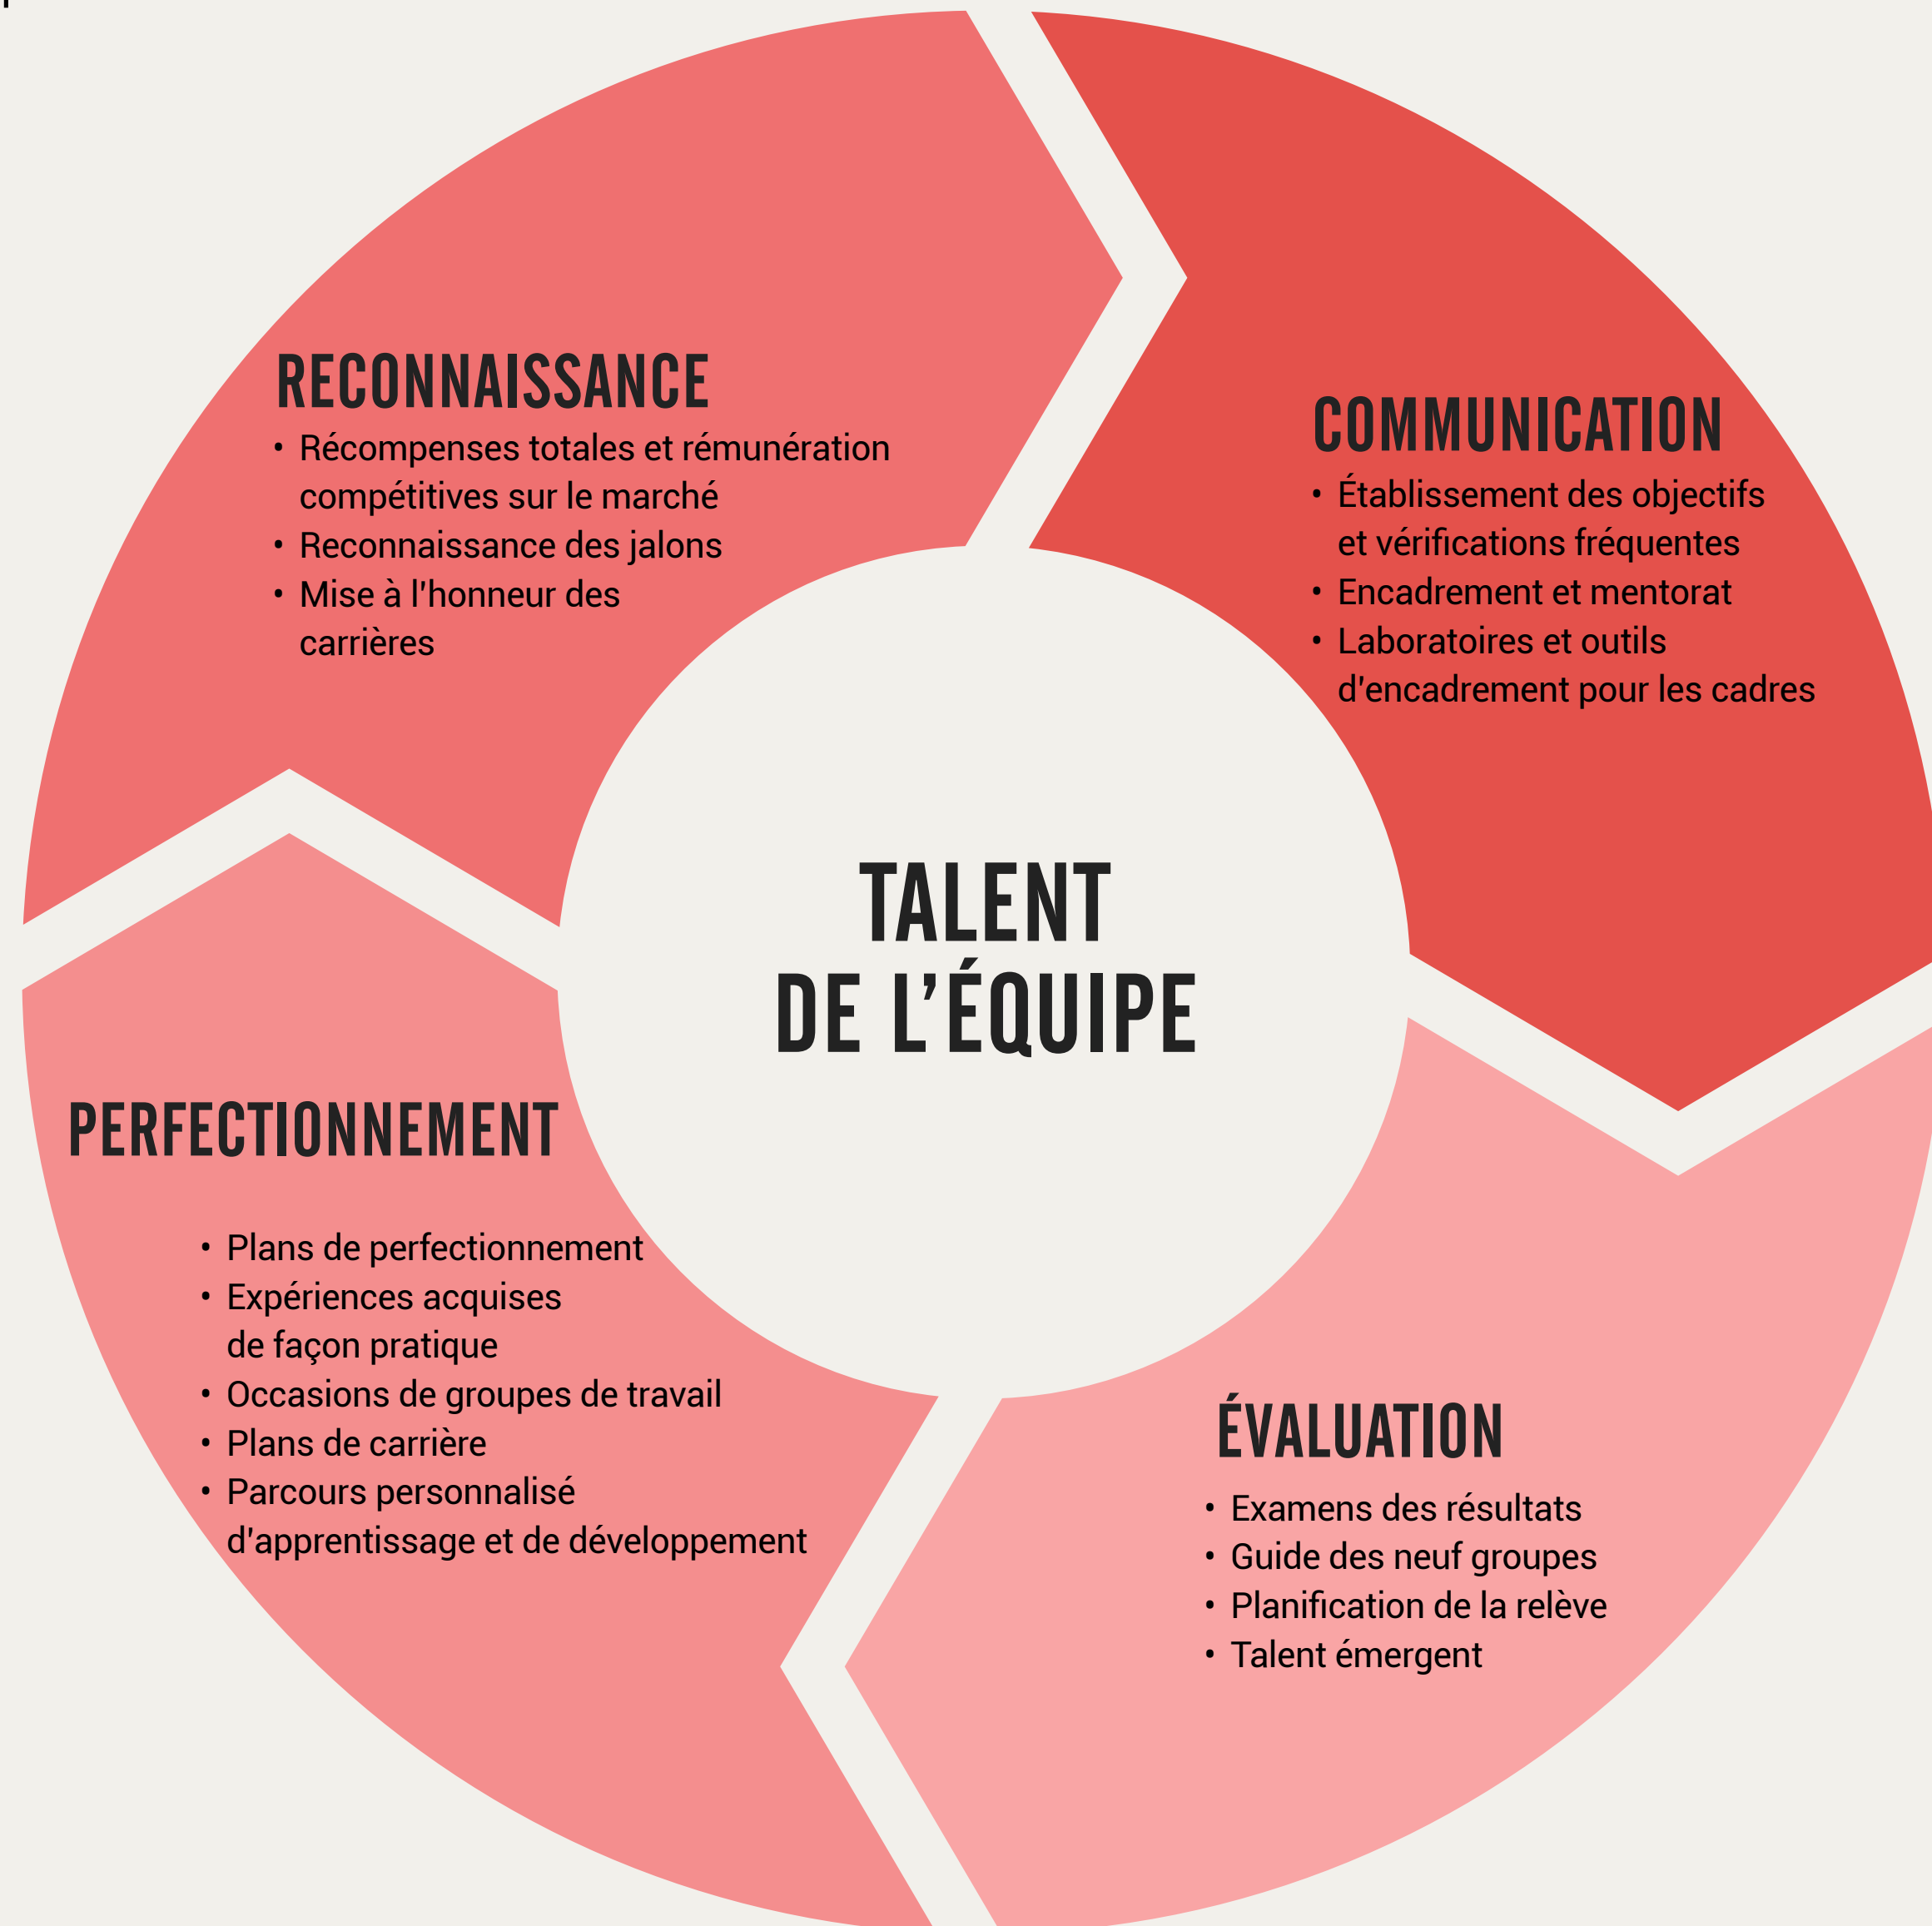 RECONNAISSANCE
• Récompenses totales et rémunération
compétitives sur le marché
• Reconnaissance des jalons
• Mise à l'honneur des
carrières
COMMUNICATION
• Établissement des objectifs
et vérifications fréquentes
• Encadrement et mentorat
• Laboratoires et outils
d'encadrement pour les cadres
TALENT
DE L’ÉQUIPE
PERFECTIONNEMENT
• Plans de perfectionnement
• Expériences acquises
de façon pratique
• Occasions de groupes de travail
• Plans de carrière
• Parcours personnalisé
d'apprentissage et de développement
ÉVALUATION
• Examens des résultats
• Guide des neuf groupes
• Planification de la relève
• Talent émergent